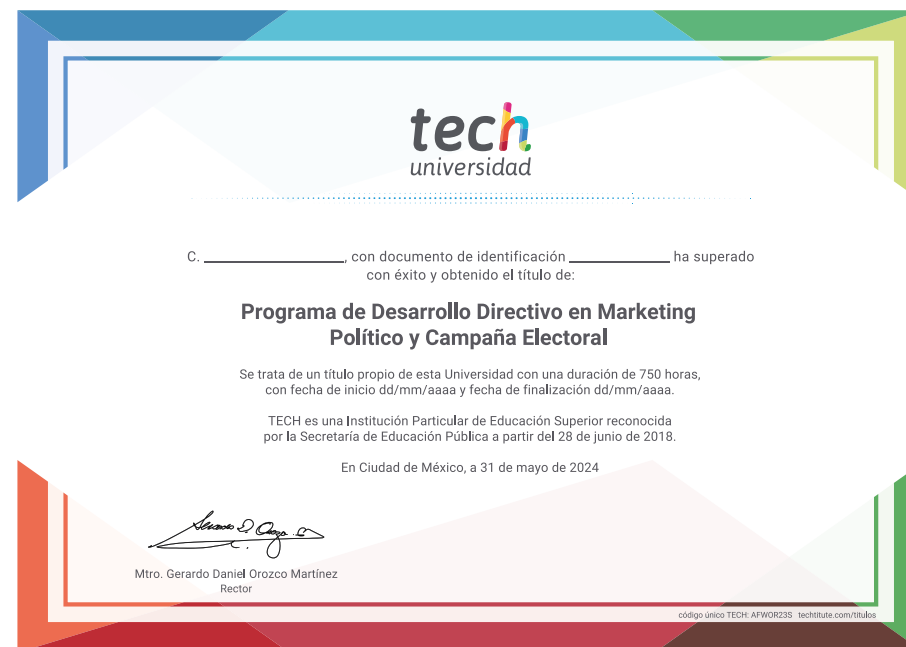 tech
universidad
C. ____________, con documento de identificación ____________ ha superado
con éxito y obtenido el título de:
Programa de Desarrollo Directivo en Marketing
Político y Campaña Electoral
Se trata de un título propio de esta Universidad con una duración de 750 horas,
con fecha de inicio dd/mm/aaaa y fecha de finalización dd/mm/aaaa.
TECH es una Institución Particular de Educación Superior reconocida
por la Secretaría de Educación Pública a partir del 28 de junio de 2018.
En Ciudad de México, a 31 de mayo de 2024
Mtro. Gerardo Daniel Orozco Martínez
Rector
código único TECH: AFWOR23S techtitute.com/titulos